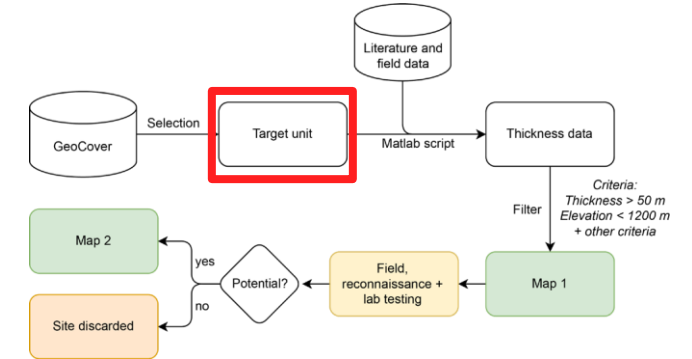 Literature and
field data
GeoCover
Selection
Target unit
Matlab script
Thickness data
Filter
Criteria:
Thickness > 50 m
Elevation < 1200 m
+ other criteria
Map 2
yes
Potential?
no
Field,
reconnaissance +
lab testing
Map 1
Site discarded